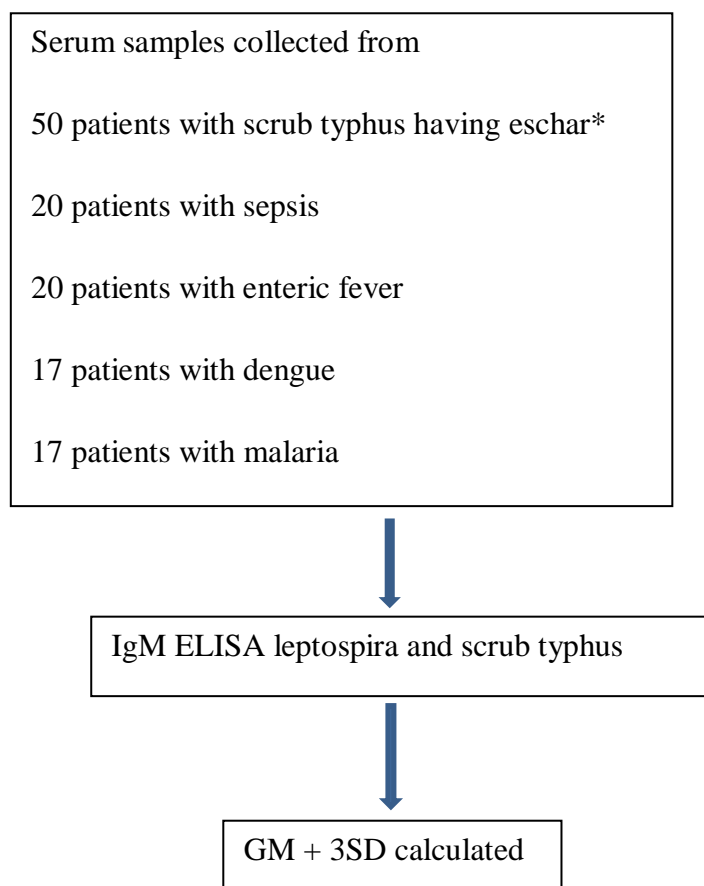 Serum samples collected from
50 patients with scrub typhus having eschar*
20 patients with sepsis
20 patients with enteric fever
17 patients with dengue
17 patients with malaria
IgM ELISA leptospira and scrub typhus
GM + 3SD calculated